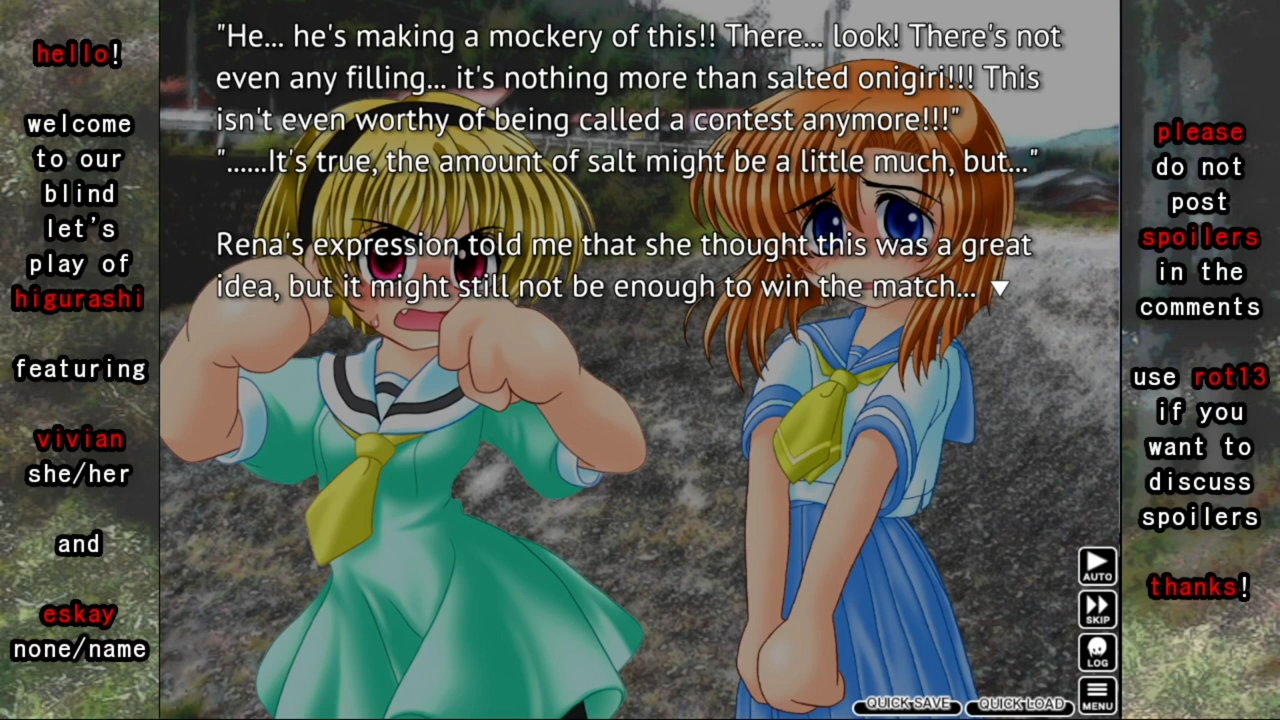 hello!
welcome
to our
blind
let's
play of
higurashi
featuring
vivian
she/her
and
eskay
none/name
"He... he's making a mockery of this!! There... look! There's not
even any filling... it's nothing more than salted onigiri!!! This
isn't even worthy of being called a contest anymore!!!"
"......It's true, the amount of salt might be a little much, but..."
Rena's expression told me that she thought this was a great
idea, but it might still not be enough to win the match...
AUTO
SKIP
LOG
MENU
QUICK SAVE QUICK LOAD
please
do not
post
spoilers
in the
comments
use rot13
if you
want to
discuss
spoilers
thanks!